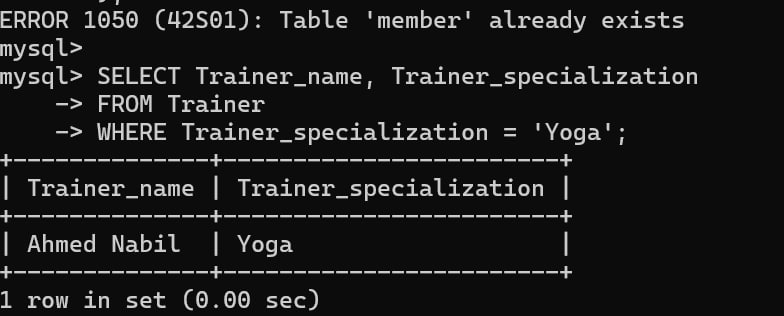 ERROR 1050 (42S01): Table 'member' already exists
mysql>
mysql> SELECT Trainer_name, Trainer_specialization
    -> FROM Trainer
    -> WHERE Trainer_specialization = 'Yoga';
+--------------+------------------------+
| Trainer_name | Trainer_specialization |
+--------------+------------------------+
| Ahmed Nabil  | Yoga                   |
+--------------+------------------------+
1 row in set (0.00 sec)